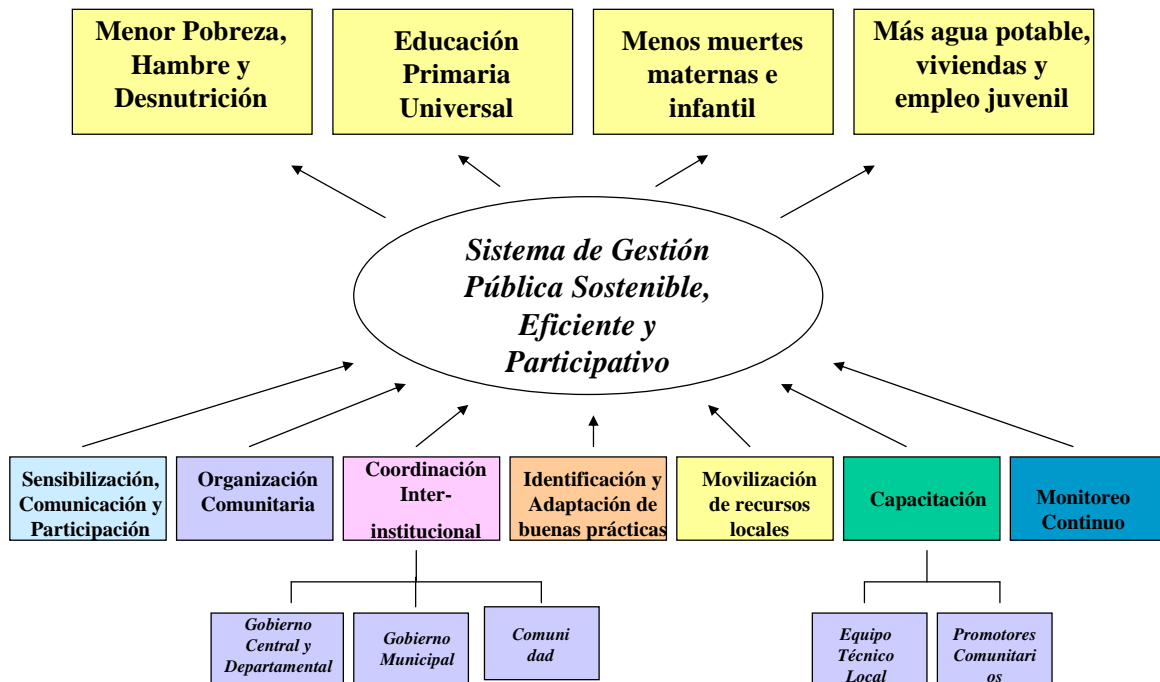 Menor Pobreza,
Hambre y
Desnutrición
Educación
Primaria
Universal
Menos muertes
maternas e
infantil
Más agua potable,
viviendas y
empleo juvenil
Sistema de Gestión
Pública Sostenible,
Eficiente y
Participativo
Sensibilización,
Comunicación y
Participación
Organización
Comunitaria
Coordinación
Inter-
institucional
Identificación y
Adaptación de
buenas prácticas
Movilización
de recursos
locales
Capacitación
Monitoreo
Continuo
Gobierno
Central y
Departamental
Gobierno
Municipal
Comuni
dad
Equipo
Técnico
Local
Promotores
Comunitari
os